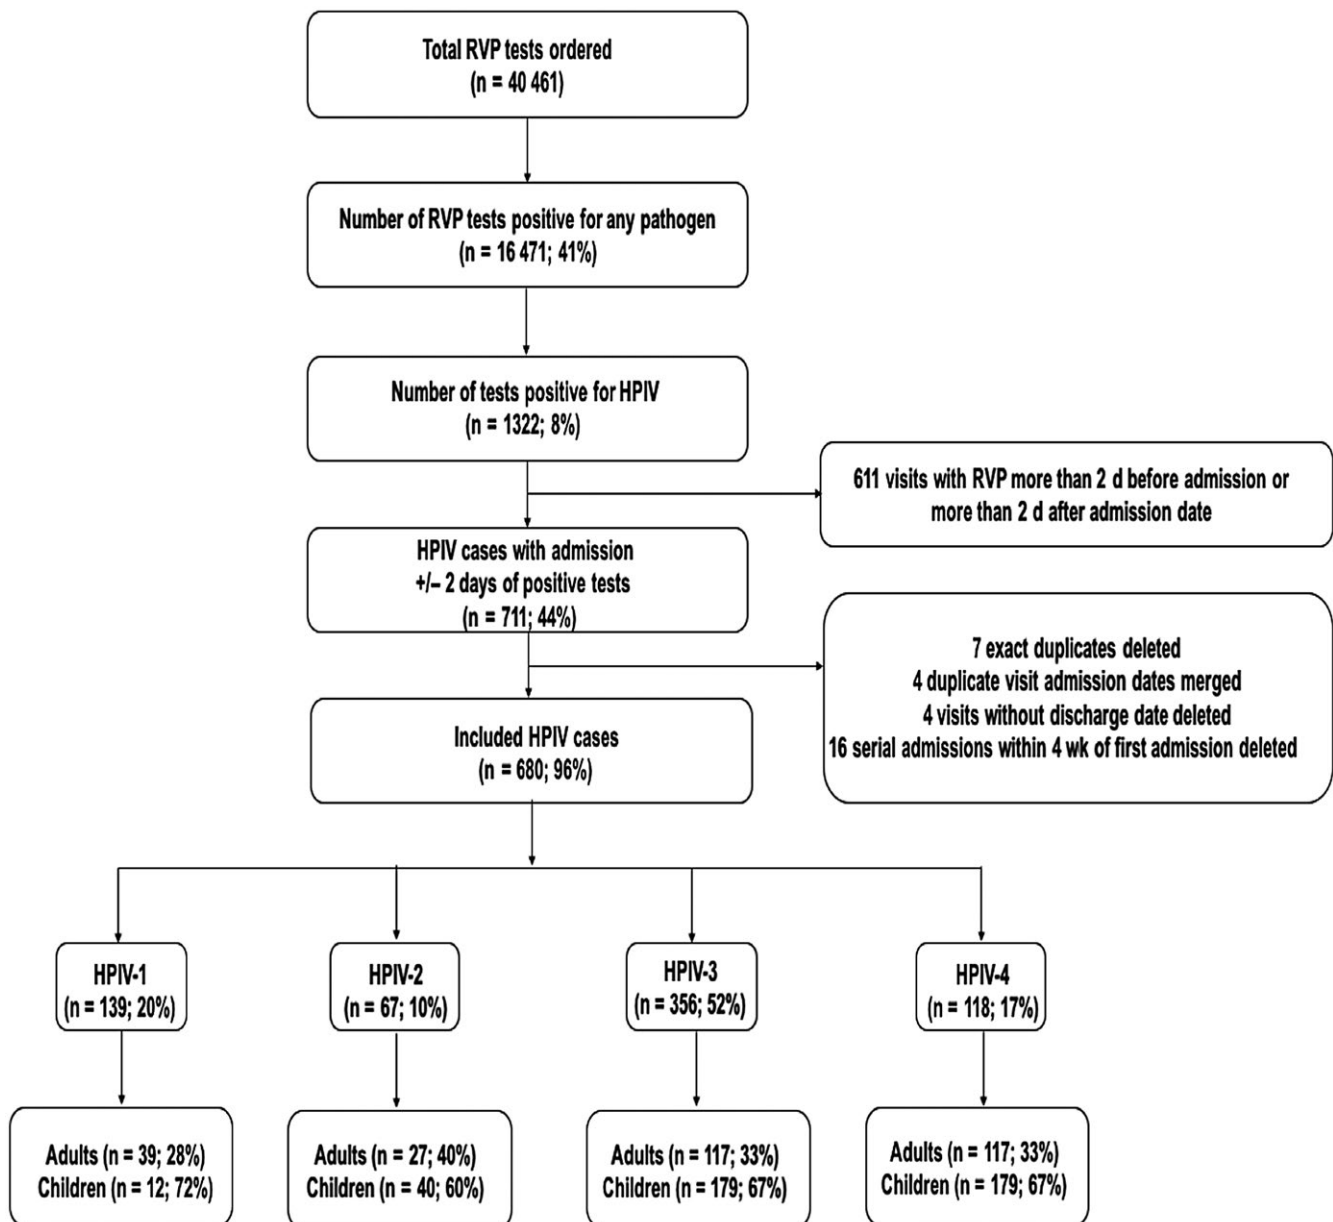 Total RVP tests ordered
(n = 40 461)
Number of RVP tests positive for any pathogen
(n = 16 471; 41%)
Number of tests positive for HPIV
(n = 1322; 8%)
611 visits with RVP more than 2 d before admission or
more than 2 d after admission date
HPIV cases with admission
+/– 2 days of positive tests
(n = 711; 44%)
7 exact duplicates deleted
4 duplicate visit admission dates merged
4 visits without discharge date deleted
16 serial admissions within 4 wk of first admission deleted
Included HPIV cases
(n = 680; 96%)
HPIV-1
(n = 139; 20%)
HPIV-2
(n = 67; 10%)
HPIV-3
(n = 356; 52%)
HPIV-4
(n = 118; 17%)
Adults (n = 39; 28%)
Children (n = 12; 72%)
Adults (n = 27; 40%)
Children (n = 40; 60%)
Adults (n = 117; 33%)
Children (n = 179; 67%)
Adults (n = 117; 33%)
Children (n = 179; 67%)